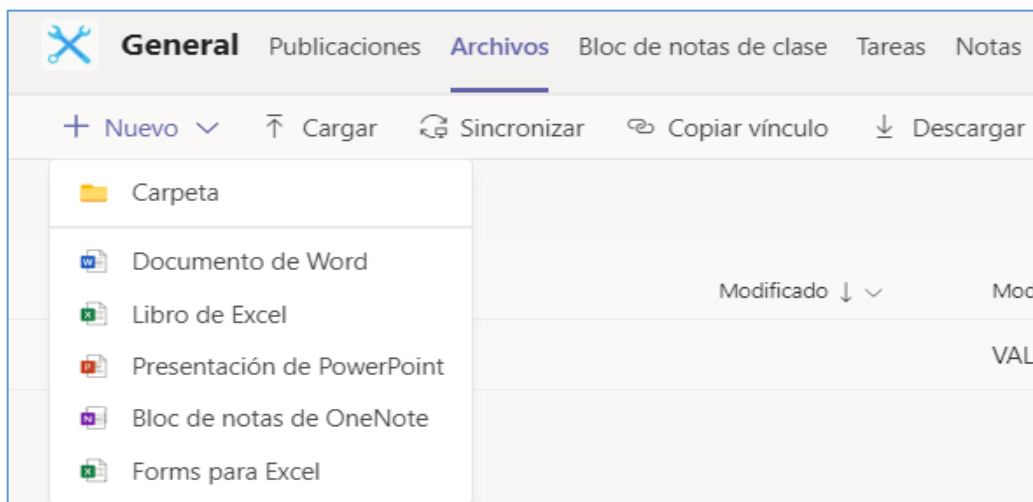 General Publicaciones Archivos Bloc de notas de clase Tareas Notas
+ Nuevo Cargar Sincronizar Copiar vínculo Descargar
Carpeta
Documento de Word
Modificado
Libro de Excel
VAL
Presentación de PowerPoint
Bloc de notas de OneNote
Forms para Excel